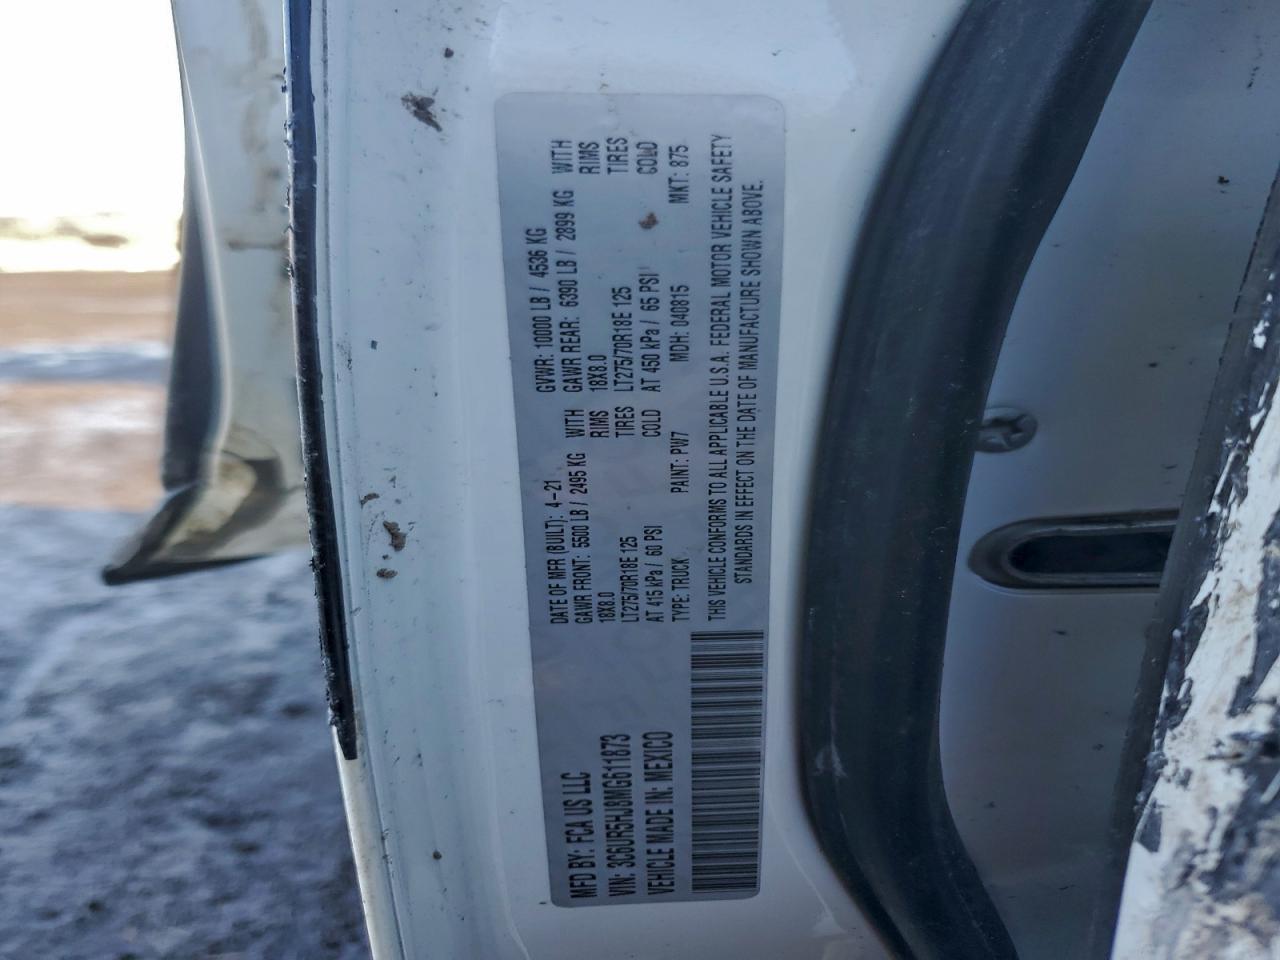 MFD BY: FCA US LLC
VIN: 3C6UR5HJ8MG611873
VEHICLE MADE IN: MEXICO
DATE OF MFR (BUILT): 4-21 GVWR: 10000 LB / 4536 KG
GAWR FRONT: 5500 LB / 2495 KG WITH GAWR REAR: 6390 LB / 2899 KG WITH
18X8.0 RIMS 18X8.0 RIMS
LT275/70R18E 125 TIRES LT275/70R18E 125 TIRES
AT 415 kPa / 60 PSI COLD AT 450 kPa / 65 PSI COLD
TYPE: TRUCK PAINT: PW7 MDH: 040815 MKT: 875
THIS VEHICLE CONFORMS TO ALL APPLICABLE U.S.A. FEDERAL MOTOR VEHICLE SAFETY
STANDARDS IN EFFECT ON THE DATE OF MANUFACTURE SHOWN ABOVE.